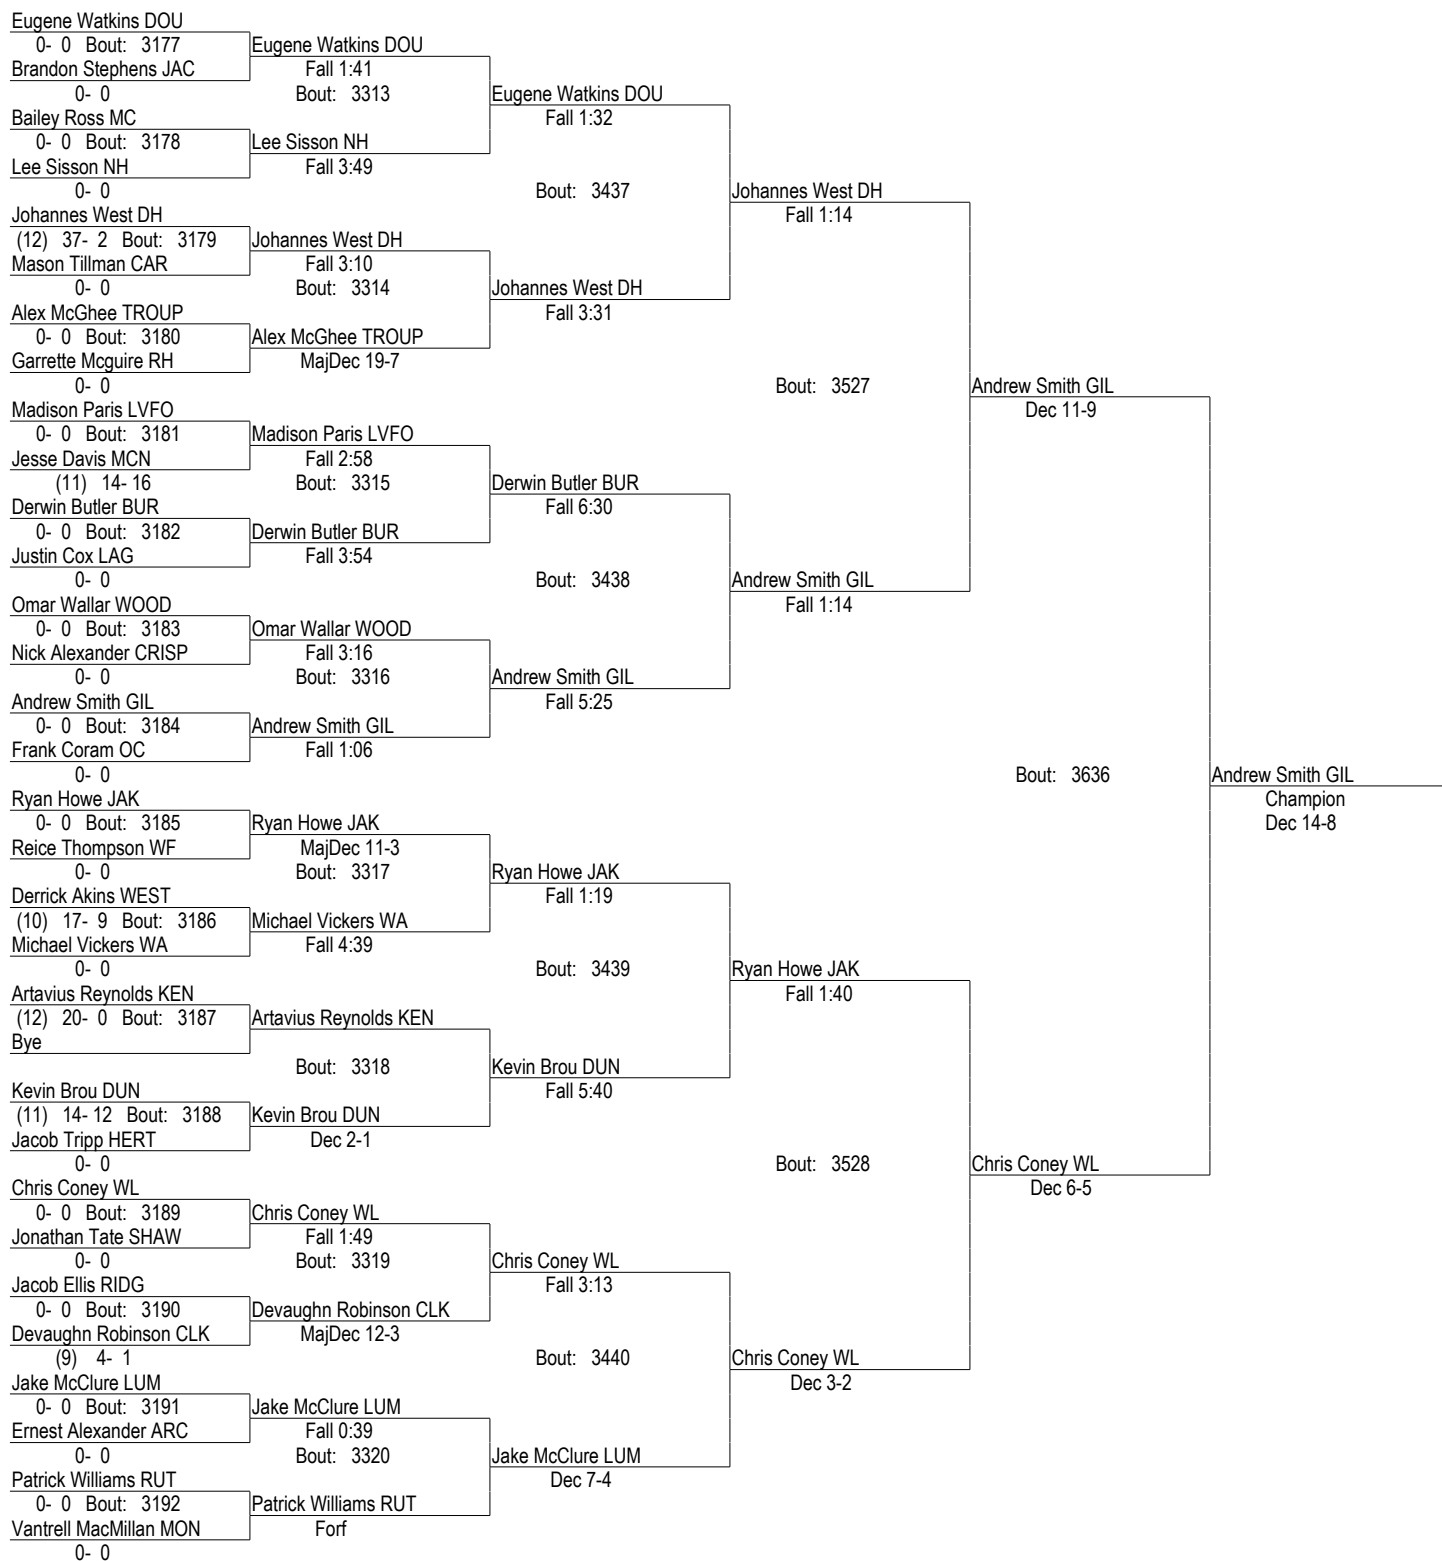 Eugene Watkins DOU
0- 0 Bout: 3177
Brandon Stephens JAC
0- 0
Bailey Ross MC
0- 0 Bout: 3178
Lee Sisson NH
0- 0
Johannes West DH
(12) 37- 2 Bout: 3179
Mason Tillman CAR
0- 0
Alex McGhee TROUP
0- 0 Bout: 3180
Garrette Mcguire RH
0- 0
Madison Paris LVFO
0- 0 Bout: 3181
Jesse Davis MCN
(11) 14- 16
Derwin Butler BUR
0- 0 Bout: 3182
Justin Cox LAG
0- 0
Omar Wallar WOOD
0- 0 Bout: 3183
Nick Alexander CRISP
0- 0
Andrew Smith GIL
0- 0 Bout: 3184
Frank Coram OC
0- 0
Ryan Howe JAK
0- 0 Bout: 3185
Reice Thompson WF
0- 0
Derrick Akins WEST
(10) 17- 9 Bout: 3186
Michael Vickers WA
0- 0
Artavius Reynolds KEN
(12) 20- 0 Bout: 3187
Bye
Kevin Brou DUN
(11) 14- 12 Bout: 3188
Jacob Tripp HERT
0- 0
Chris Coney WL
0- 0 Bout: 3189
Jonathan Tate SHAW
0- 0
Jacob Ellis RIDG
0- 0 Bout: 3190
Devaughn Robinson CLK
(9) 4- 1
Jake McClure LUM
0- 0 Bout: 3191
Ernest Alexander ARC
0- 0
Patrick Williams RUT
0- 0 Bout: 3192
Vantrell MacMillan MON
0- 0
Eugene Watkins DOU
Fall 1:41
Bout: 3313
Lee Sisson NH
Fall 3:49
Johannes West DH
Fall 3:10
Bout: 3314
Alex McGhee TROUP
MajDec 19-7
Madison Paris LVFO
Fall 2:58
Bout: 3315
Derwin Butler BUR
Fall 3:54
Omar Wallar WOOD
Fall 3:16
Bout: 3316
Andrew Smith GIL
Fall 1:06
Ryan Howe JAK
MajDec 11-3
Bout: 3317
Michael Vickers WA
Fall 4:39
Artavius Reynolds KEN
Bout: 3318
Kevin Brou DUN
Dec 2-1
Chris Coney WL
Fall 1:49
Bout: 3319
Devaughn Robinson CLK
MajDec 12-3
Jake McClure LUM
Fall 0:39
Bout: 3320
Patrick Williams RUT
Forf
Eugene Watkins DOU
Fall 1:32
Bout: 3437
Johannes West DH
Fall 3:31
Derwin Butler BUR
Fall 6:30
Bout: 3438
Andrew Smith GIL
Fall 5:25
Ryan Howe JAK
Fall 1:19
Bout: 3439
Kevin Brou DUN
Fall 5:40
Chris Coney WL
Fall 3:13
Bout: 3440
Jake McClure LUM
Dec 7-4
Johannes West DH
Fall 1:14
Bout: 3527
Andrew Smith GIL
Fall 1:14
Ryan Howe JAK
Fall 1:40
Bout: 3528
Chris Coney WL
Dec 3-2
Andrew Smith GIL
Dec 11-9
Bout: 3636
Chris Coney WL
Dec 6-5
Andrew Smith GIL
Champion
Dec 14-8